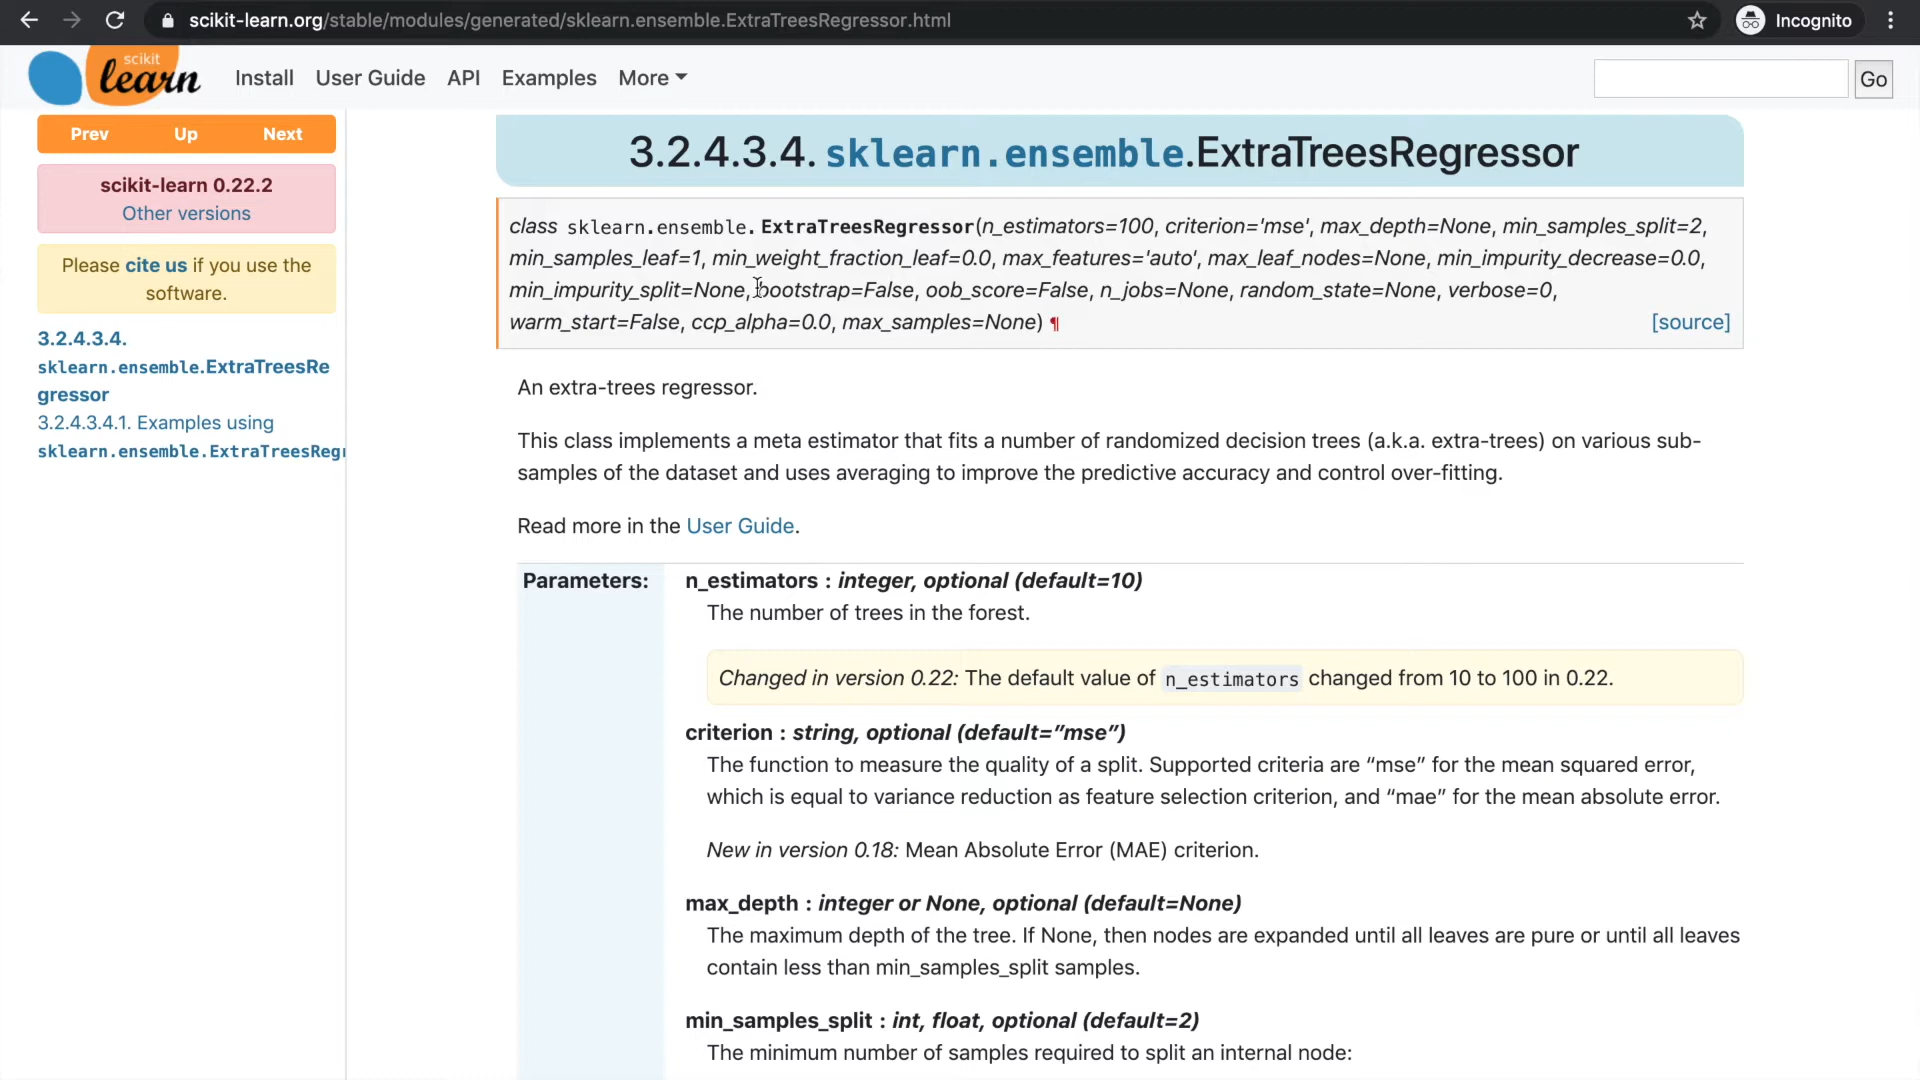 scikit-learn.org/stable/modules/generated/sklearn.ensemble.ExtraTreesRegressor.html
Incognito
scikit
learn
Install User Guide API Examples More
Go
Prev Up Next
scikit-learn 0.22.2
Other versions
Please cite us if you use the
software.
3.2.4.3.4.
sklearn.ensemble.ExtraTreesRe
gressor
3.2.4.3.4.1. Examples using
sklearn.ensemble.ExtraTreesRegr
3.2.4.3.4. sklearn.ensemble.ExtraTreesRegressor
class sklearn.ensemble.ExtraTreesRegressor(n_estimators=100, criterion='mse', max_depth=None, min_samples_split=2,
min_samples_leaf=1, min_weight_fraction_leaf=0.0, max_features='auto', max_leaf_nodes=None, min_impurity_decrease=0.0,
min_impurity_split=None, bootstrap=False, oob_score=False, n_jobs=None, random_state=None, verbose=0,
warm_start=False, ccp_alpha=0.0, max_samples=None) ¶ [source]
An extra-trees regressor.
This class implements a meta estimator that fits a number of randomized decision trees (a.k.a. extra-trees) on various sub-
samples of the dataset and uses averaging to improve the predictive accuracy and control over-fitting.
Read more in the User Guide.
Parameters: n_estimators : integer, optional (default=10)
The number of trees in the forest.
Changed in version 0.22: The default value of n_estimators changed from 10 to 100 in 0.22.
criterion : string, optional (default=”mse”)
The function to measure the quality of a split. Supported criteria are “mse” for the mean squared error,
which is equal to variance reduction as feature selection criterion, and “mae” for the mean absolute error.
New in version 0.18: Mean Absolute Error (MAE) criterion.
max_depth : integer or None, optional (default=None)
The maximum depth of the tree. If None, then nodes are expanded until all leaves are pure or until all leaves
contain less than min_samples_split samples.
min_samples_split : int, float, optional (default=2)
The minimum number of samples required to split an internal node: